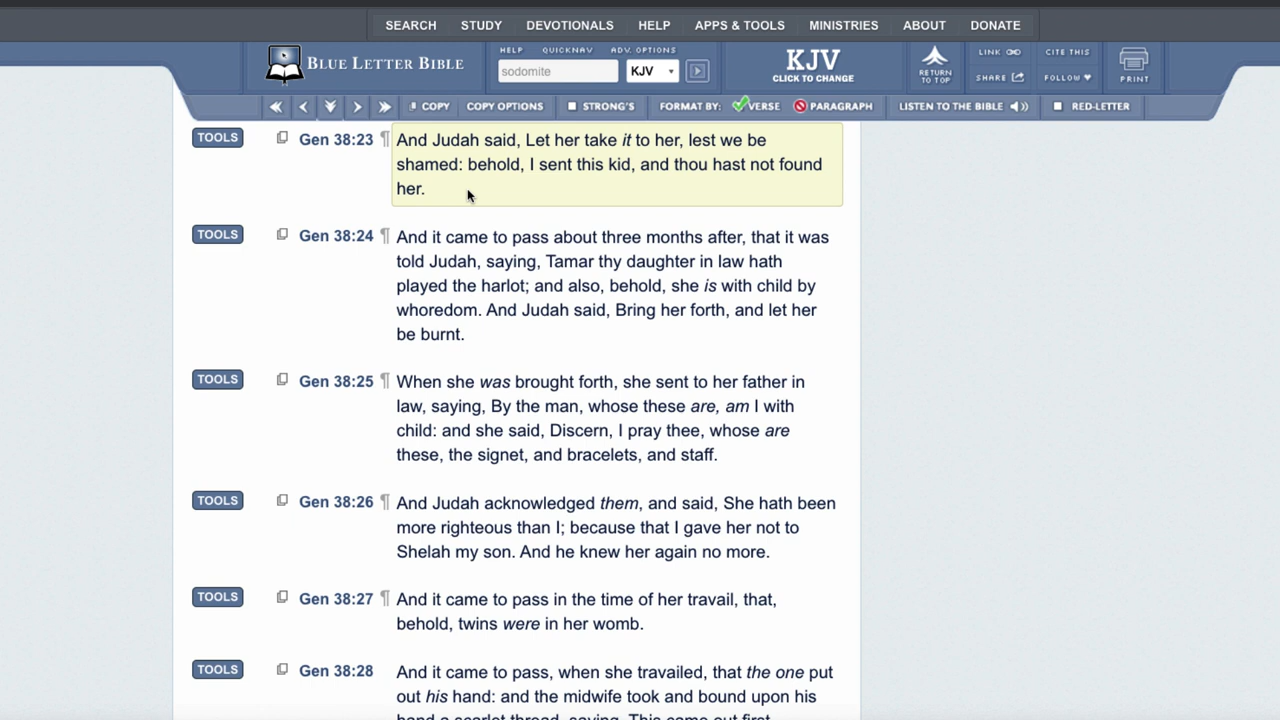 SEARCH STUDY DEVOTIONALS HELP APPS & TOOLS MINISTRIES ABOUT DONATE
BLUE LETTER BIBLE
HELP QUICKNAV ADV. OPTIONS
sodomite KJV
KJV
CLICK TO CHANGE
RETURN
TO TOP
LINK CITE THIS
SHARE FOLLOW
PRINT
COPY COPY OPTIONS STRONG'S FORMAT BY: VERSE PARAGRAPH LISTEN TO THE BIBLE RED-LETTER
TOOLS Gen 38:23 ¶ And Judah said, Let her take it to her, lest we be
shamed: behold, I sent this kid, and thou hast not found
her.
TOOLS Gen 38:24 ¶ And it came to pass about three months after, that it was
told Judah, saying, Tamar thy daughter in law hath
played the harlot; and also, behold, she is with child by
whoredom. And Judah said, Bring her forth, and let her
be burnt.
TOOLS Gen 38:25 ¶ When she was brought forth, she sent to her father in
law, saying, By the man, whose these are, am I with
child: and she said, Discern, I pray thee, whose are
these, the signet, and bracelets, and staff.
TOOLS Gen 38:26 ¶ And Judah acknowledged them, and said, She hath been
more righteous than I; because that I gave her not to
Shelah my son. And he knew her again no more.
TOOLS Gen 38:27 ¶ And it came to pass in the time of her travail, that,
behold, twins were in her womb.
TOOLS Gen 38:28 And it came to pass, when she travailed, that the one put
out his hand: and the midwife took and bound upon his
hand a scarlet thread, saying, This came out first.